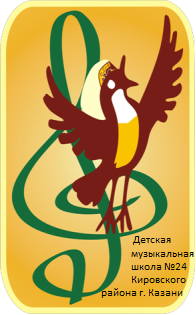 Детская
музыкальная
школа №24
Кировского
района г. Казани